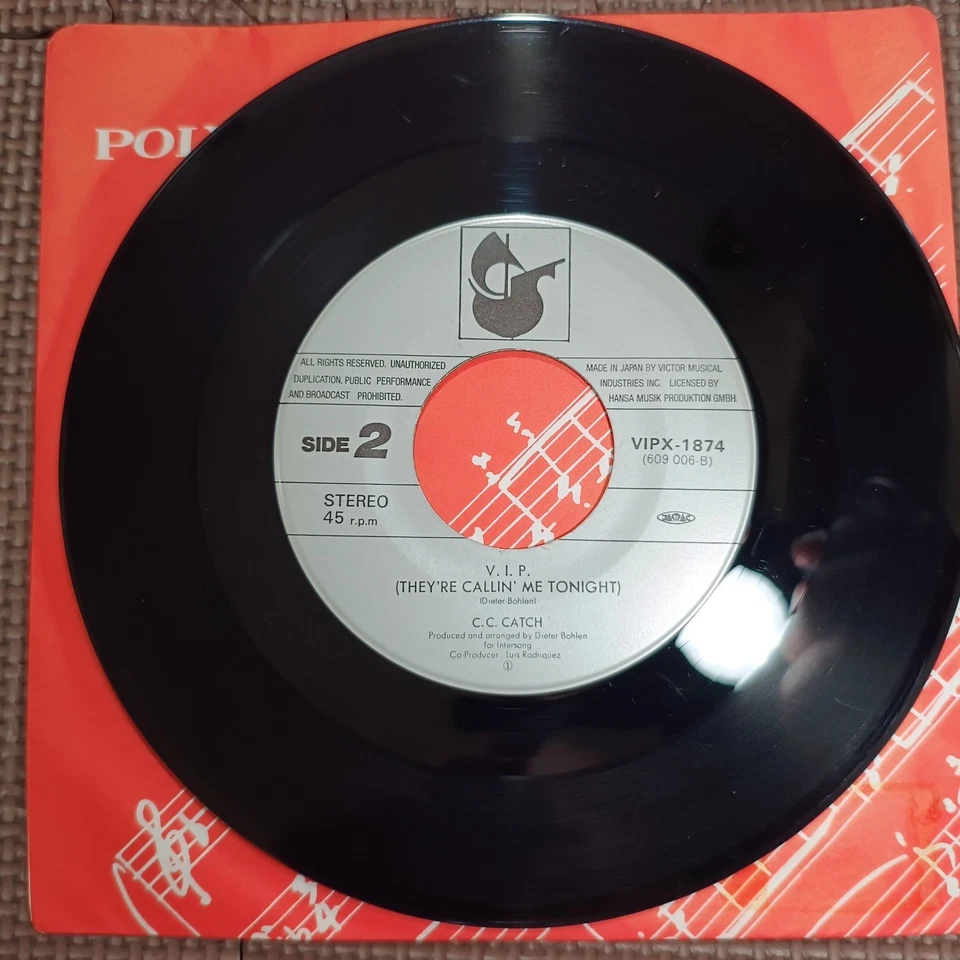 POL
ALL RIGHTS RESERVED. UNAUTHORIZED
DUPLICATION, PUBLIC PERFORMANCE
AND BROADCAST PROHIBITED.
MADE IN JAPAN BY VICTOR MUSICAL
INDUSTRIES INC. LICENSED BY
HANSA MUSIK PRODUKTION GMBH.
SIDE 2
VIPX-1874
(609 006-B)
STEREO
45 r.p.m
JASRAC
V. I. P.
(THEY'RE CALLIN' ME TONIGHT)
(Dieter Bohlen)
C.C. CATCH
Produced and arranged by Dieter Bohlen
for Intersong
Co-Producer Luis Rodriquez
①